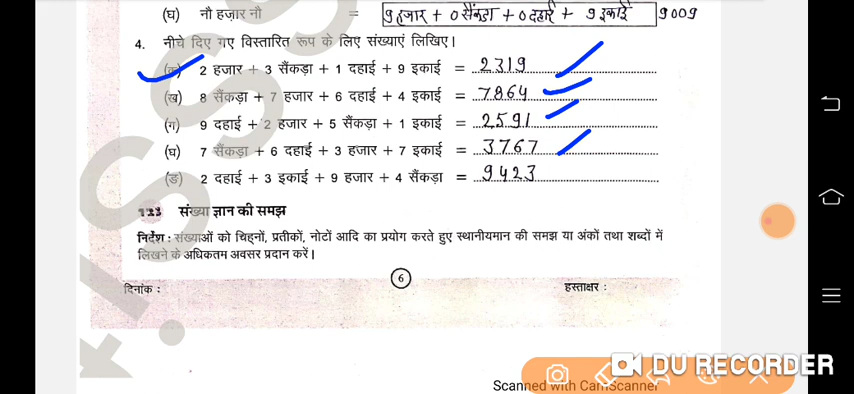 (घ) नौ हज़ार नौ = 9 हजार + 0 सैंकड़ा + 0 दहाई + 9 इकाई 9009
4. नीचे दिए गए विस्तारित रूप के लिए संख्याएं लिखिए।
(क) 2 हजार + 3 सैंकड़ा + 1 दहाई + 9 इकाई = 2319
(ख) 8 सैंकड़ा + 7 हजार + 6 दहाई + 4 इकाई = 7864
(ग) 9 दहाई + 2 हजार + 5 सैंकड़ा + 1 इकाई = 2591
(घ) 7 सैंकड़ा + 6 दहाई + 3 हजार + 7 इकाई = 3767
(ङ) 2 दहाई + 3 इकाई + 9 हजार + 4 सैंकड़ा = 9423
संख्या ज्ञान की समझ
निर्देश : संख्याओं को चिह्नों, प्रतीकों, नोटों आदि का प्रयोग करते हुए स्थानीयमान की समझ या अंकों तथा शब्दों में
लिखने के अधिकतम अवसर प्रदान करें।
6
दिनांक : हस्ताक्षर :
DU RECORDER
Scanned with CamScanner